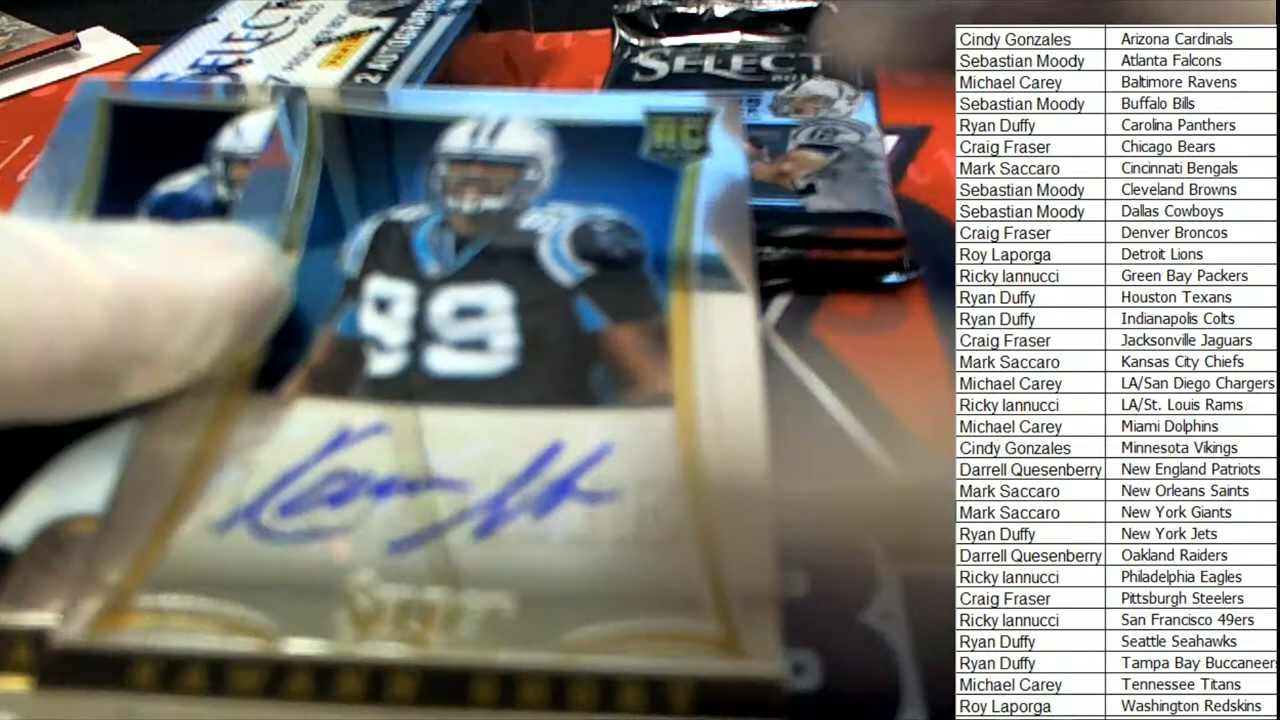 SELECT
2 AUTOGRAPH
SELECT
RC
99
Cindy Gonzales Arizona Cardinals
Sebastian Moody Atlanta Falcons
Michael Carey Baltimore Ravens
Sebastian Moody Buffalo Bills
Ryan Duffy Carolina Panthers
Craig Fraser Chicago Bears
Mark Saccaro Cincinnati Bengals
Sebastian Moody Cleveland Browns
Sebastian Moody Dallas Cowboys
Craig Fraser Denver Broncos
Roy Laporga Detroit Lions
Ricky Iannucci Green Bay Packers
Ryan Duffy Houston Texans
Ryan Duffy Indianapolis Colts
Craig Fraser Jacksonville Jaguars
Mark Saccaro Kansas City Chiefs
Michael Carey LA/San Diego Chargers
Ricky Iannucci LA/St. Louis Rams
Michael Carey Miami Dolphins
Cindy Gonzales Minnesota Vikings
Darrell Quesenberry New England Patriots
Mark Saccaro New Orleans Saints
Mark Saccaro New York Giants
Ryan Duffy New York Jets
Darrell Quesenberry Oakland Raiders
Ricky Iannucci Philadelphia Eagles
Craig Fraser Pittsburgh Steelers
Ricky Iannucci San Francisco 49ers
Ryan Duffy Seattle Seahawks
Ryan Duffy Tampa Bay Buccaneer
Michael Carey Tennessee Titans
Roy Laporga Washington Redskins